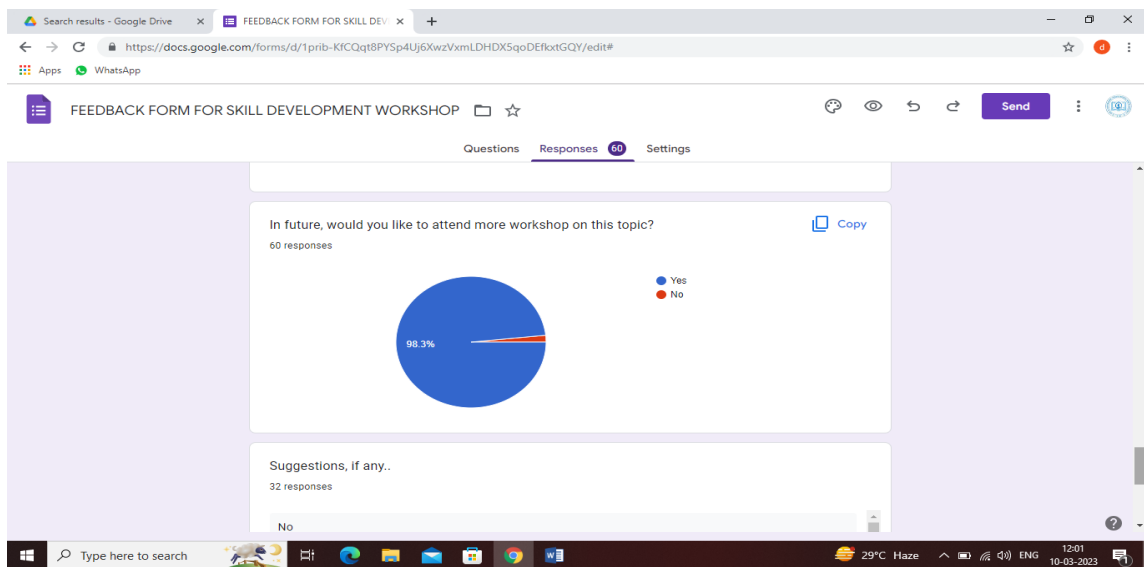 Search results - Google Drive
FEEDBACK FORM FOR SKILL DEV
https://docs.google.com/forms/d/1prib-KfCQqt8PYSp4Uj6XwzVxmLDHDX5qoDEfkxtGQY/edit#
d
Apps WhatsApp
FEEDBACK FORM FOR SKILL DEVELOPMENT WORKSHOP
Send
Questions Responses 60 Settings
In future, would you like to attend more workshop on this topic?
Copy
60 responses
Yes
No
98.3%
Suggestions, if any..
32 responses
No
Type here to search
29°C Haze
ENG
12:01
10-03-2023
1